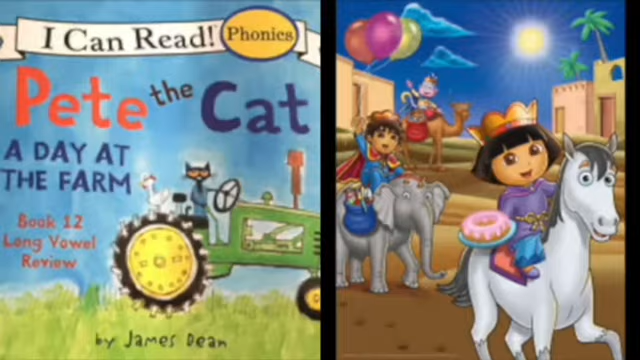 I Can Read!
Phonics
Pete the Cat
A DAY AT
THE FARM
Book 12
Long Vowel
Review
by James Dean